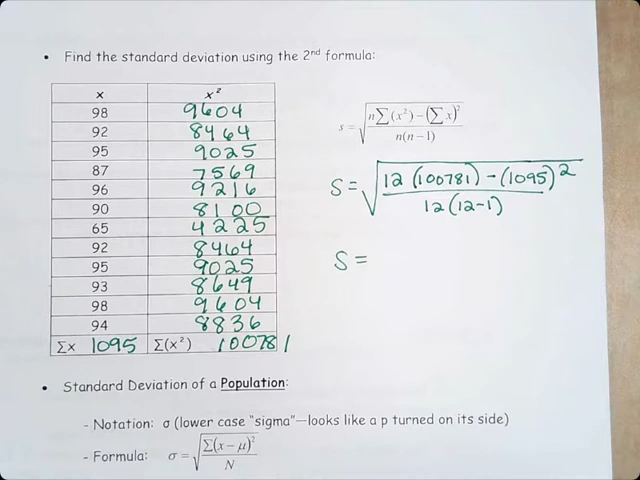 • Find the standard deviation using the 2nd formula:
x x²
98 9604
92 8464
95 9025
87 7569
96 9216
90 8100
65 4225
92 8464
95 9025
93 8649
98 9604
94 8836
∑x 1095 ∑(x²) 100781
s = √(n∑(x²) − (∑x)² / n(n−1))
S = √(12(100781) − (1095)² / 12(12−1))
S =
• Standard Deviation of a Population:
- Notation: σ (lower case "sigma"—looks like a p turned on its side)
- Formula: σ = √(∑(x − μ)² / N)